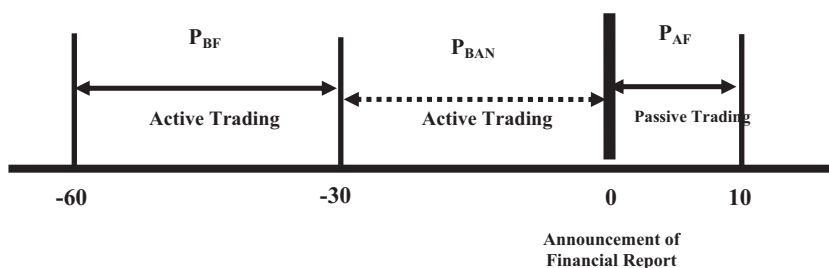 P_BF P_BAN P_AF
Active Trading Active Trading Passive Trading
-60 -30 0 10
Announcement of
Financial Report